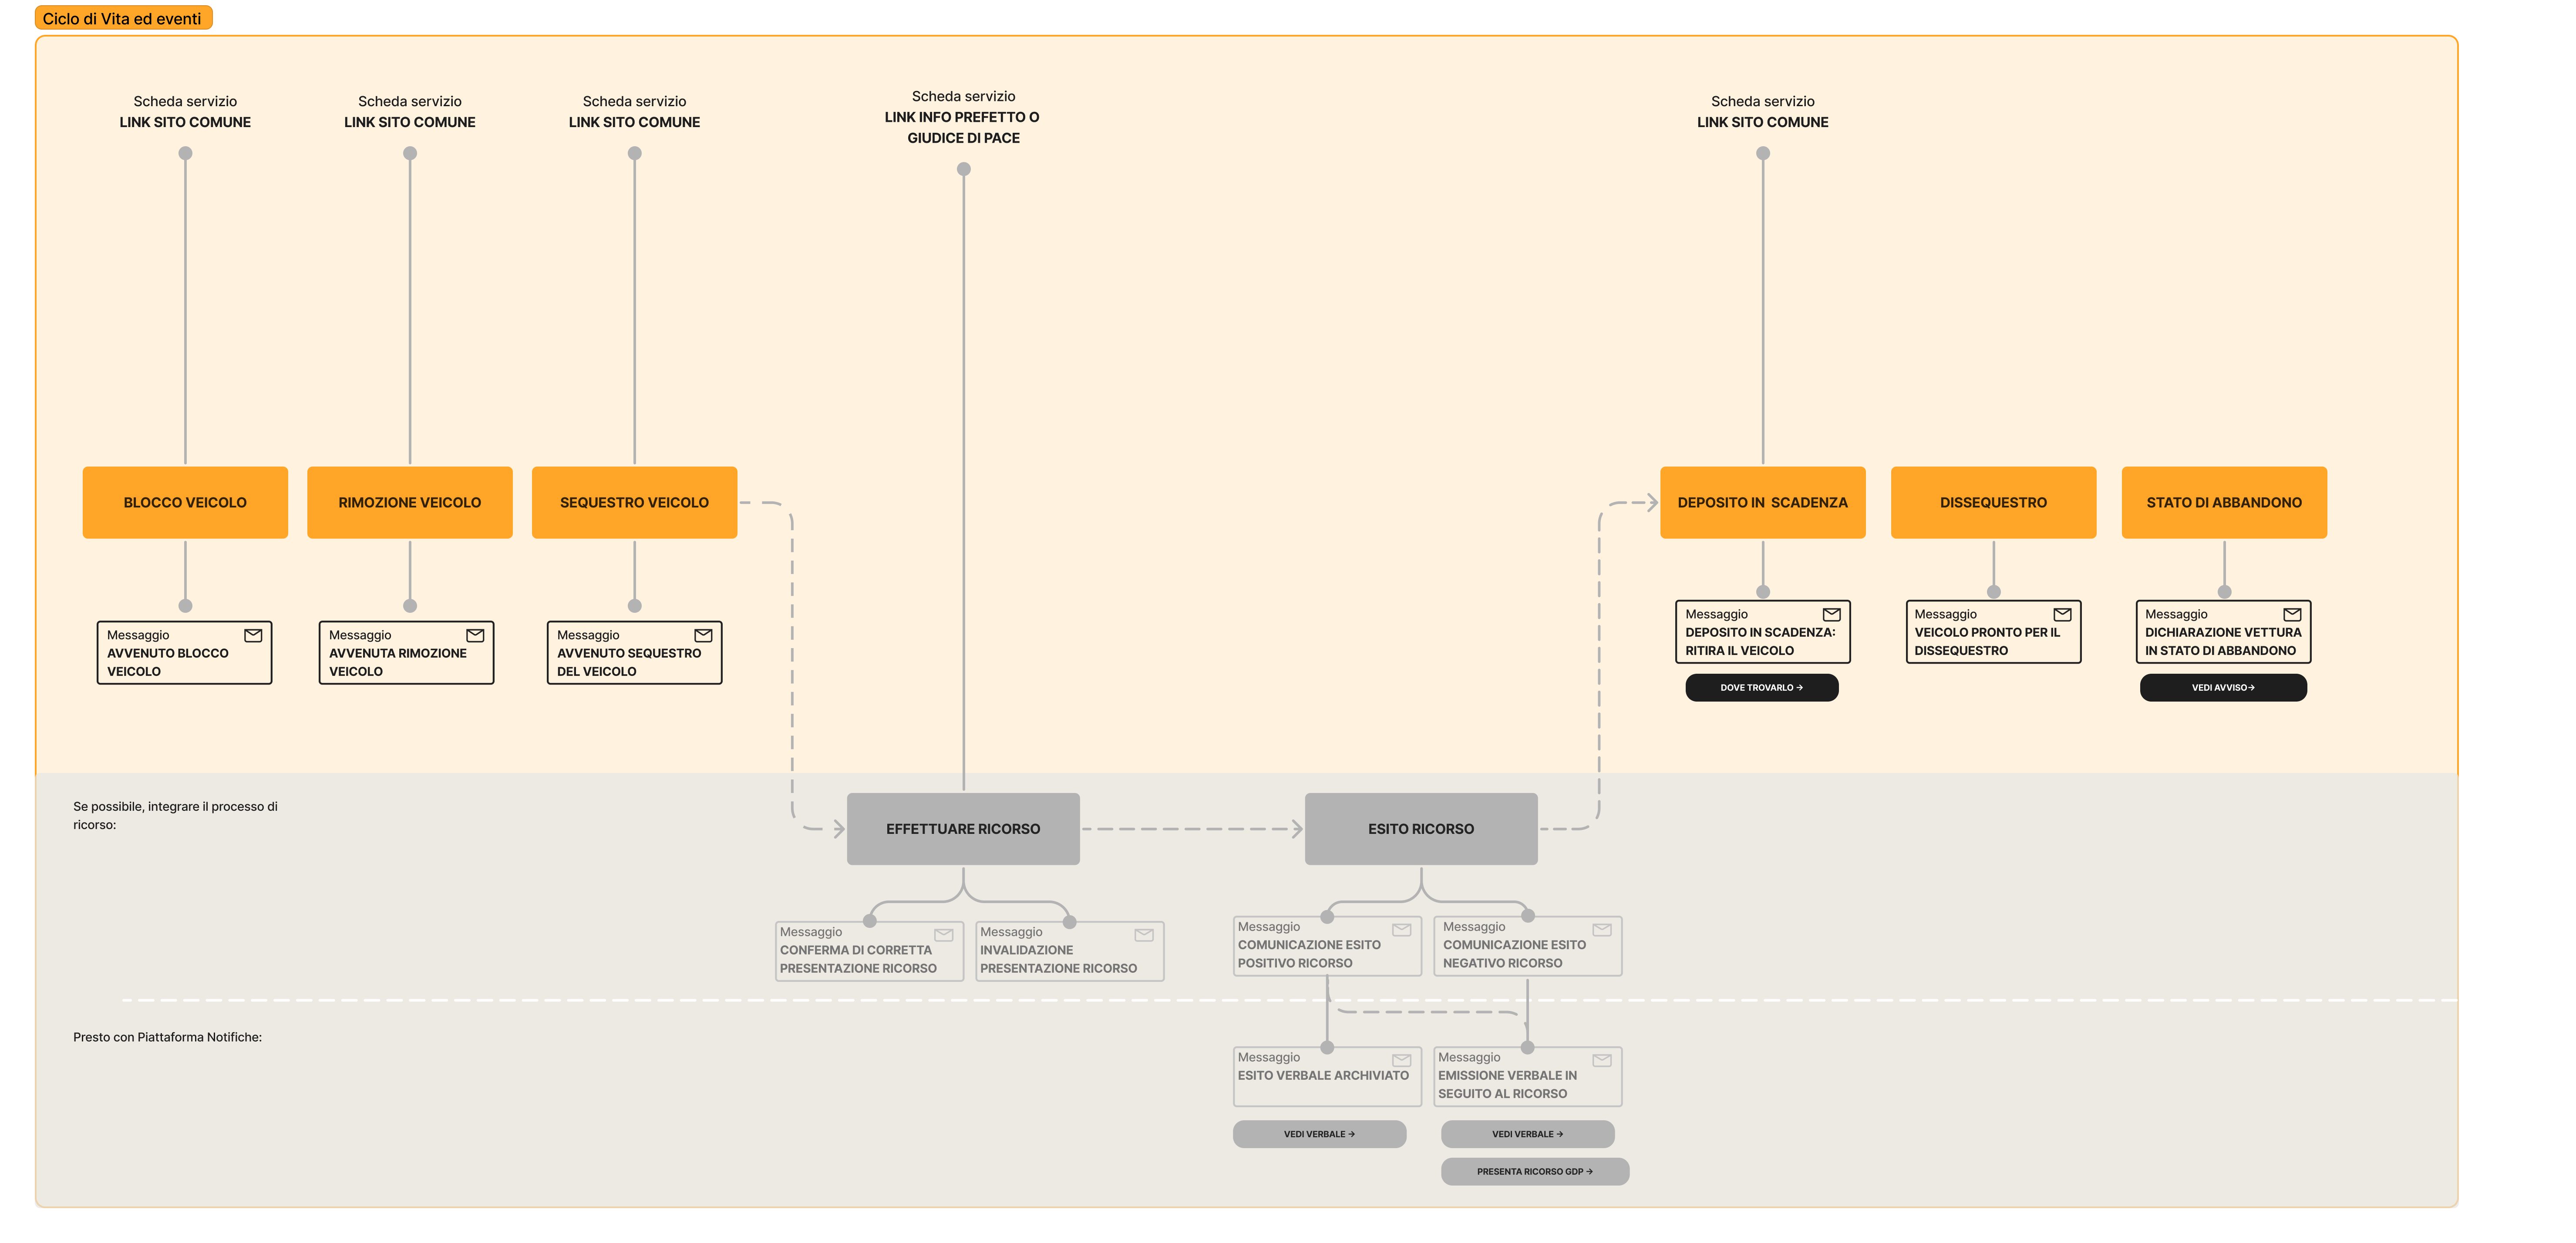 Ciclo di Vita ed eventi
Scheda servizio
LINK SITO COMUNE
Scheda servizio
LINK SITO COMUNE
Scheda servizio
LINK SITO COMUNE
Scheda servizio
LINK INFO PREFETTO O
GIUDICE DI PACE
Scheda servizio
LINK SITO COMUNE
BLOCCO VEICOLO
RIMOZIONE VEICOLO
SEQUESTRO VEICOLO
DEPOSITO IN SCADENZA
DISSEQUESTRO
STATO DI ABBANDONO
Messaggio
AVVENUTO BLOCCO
VEICOLO
Messaggio
AVVENUTA RIMOZIONE
VEICOLO
Messaggio
AVVENUTO SEQUESTRO
DEL VEICOLO
Messaggio
DEPOSITO IN SCADENZA:
RITIRA IL VEICOLO
DOVE TROVARLO →
Messaggio
VEICOLO PRONTO PER IL
DISSEQUESTRO
Messaggio
DICHIARAZIONE VETTURA
IN STATO DI ABBANDONO
VEDI AVVISO→
Se possibile, integrare il processo di
ricorso:
EFFETTUARE RICORSO
ESITO RICORSO
Messaggio
CONFERMA DI CORRETTA
PRESENTAZIONE RICORSO
Messaggio
INVALIDAZIONE
PRESENTAZIONE RICORSO
Messaggio
COMUNICAZIONE ESITO
POSITIVO RICORSO
Messaggio
COMUNICAZIONE ESITO
NEGATIVO RICORSO
Presto con Piattaforma Notifiche:
Messaggio
ESITO VERBALE ARCHIVIATO
VEDI VERBALE →
Messaggio
EMISSIONE VERBALE IN
SEGUITO AL RICORSO
VEDI VERBALE →
PRESENTA RICORSO GDP →